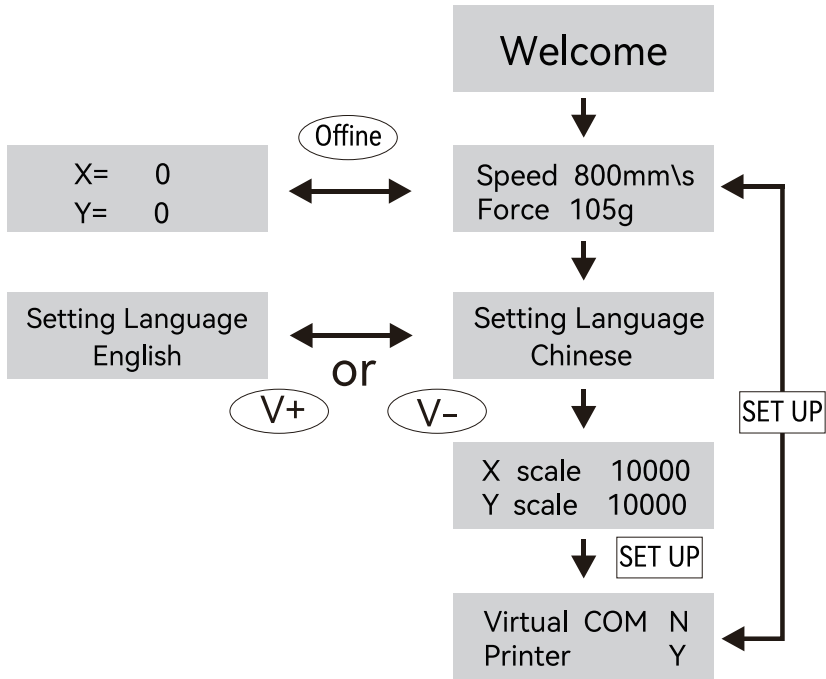 Welcome
Offine
X= 0
Y= 0
Speed 800mm\s
Force 105g
Setting Language
English
or
V+
V-
Setting Language
Chinese
SET UP
X scale 10000
Y scale 10000
SET UP
Virtual COM N
Printer Y